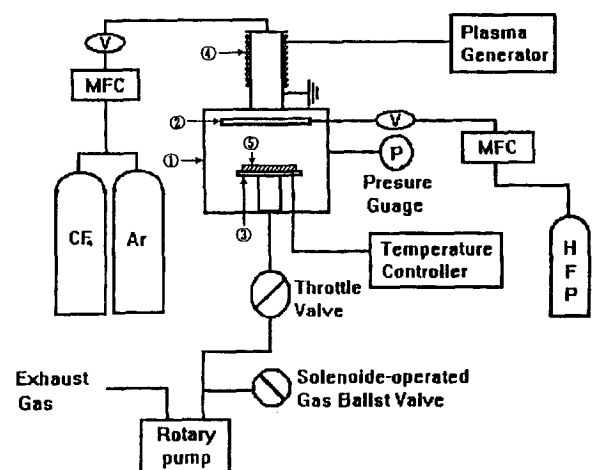 Plasma
Generator
V
MFC
④
②
V
①
⑤
P
MFC
Presure
Guage
③
CF₄
Ar
Temperature
Controller
H
F
P
Throttle
Valve
Exhaust
Gas
Solenoide-operated
Gas Ballst Valve
Rotary
pump